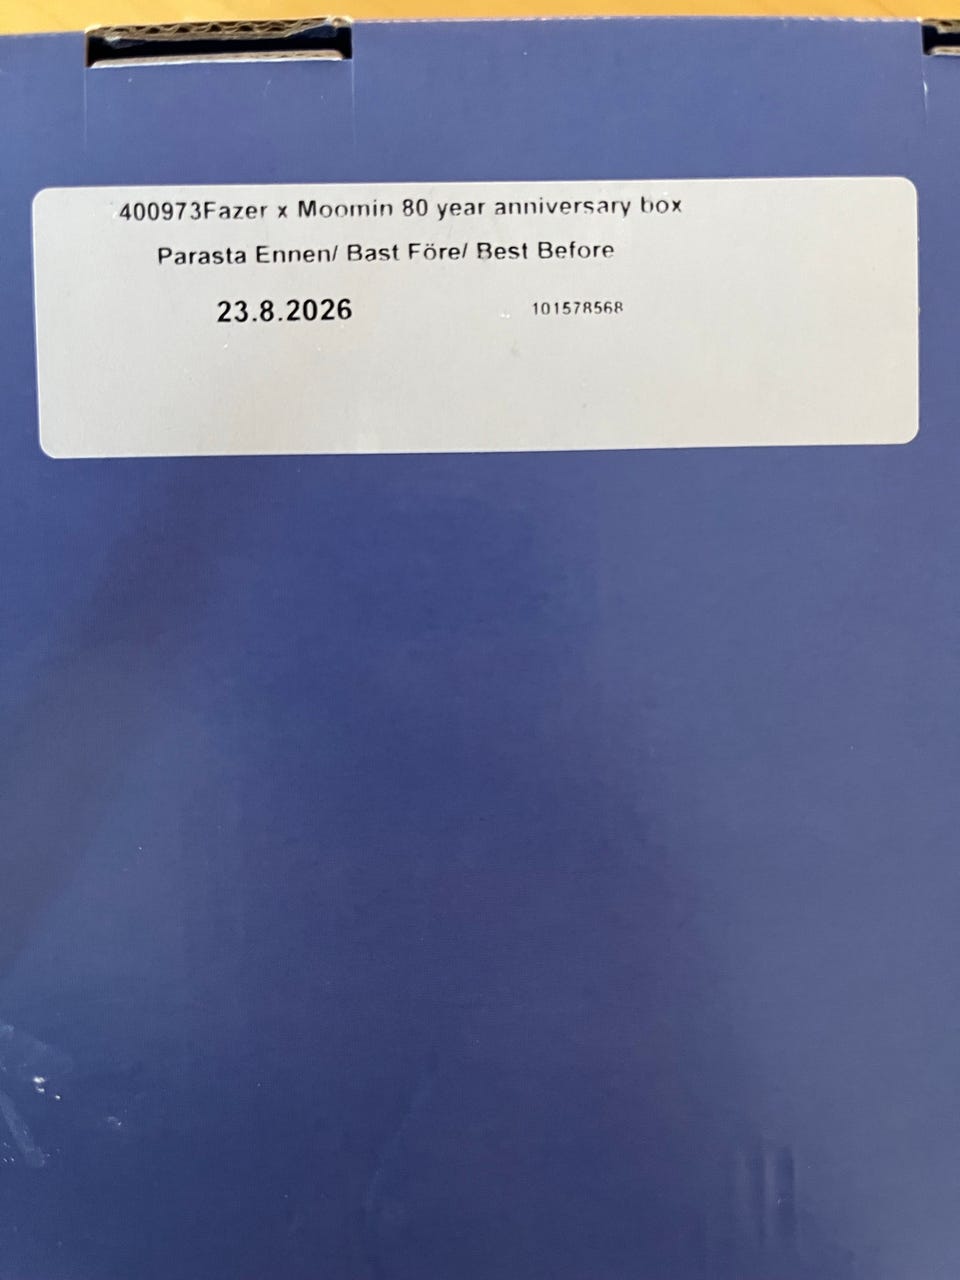 400973Fazer x Moomin 80 year anniversary box
Parasta Ennen/ Bast Före/ Best Before
23.8.2026 101578568